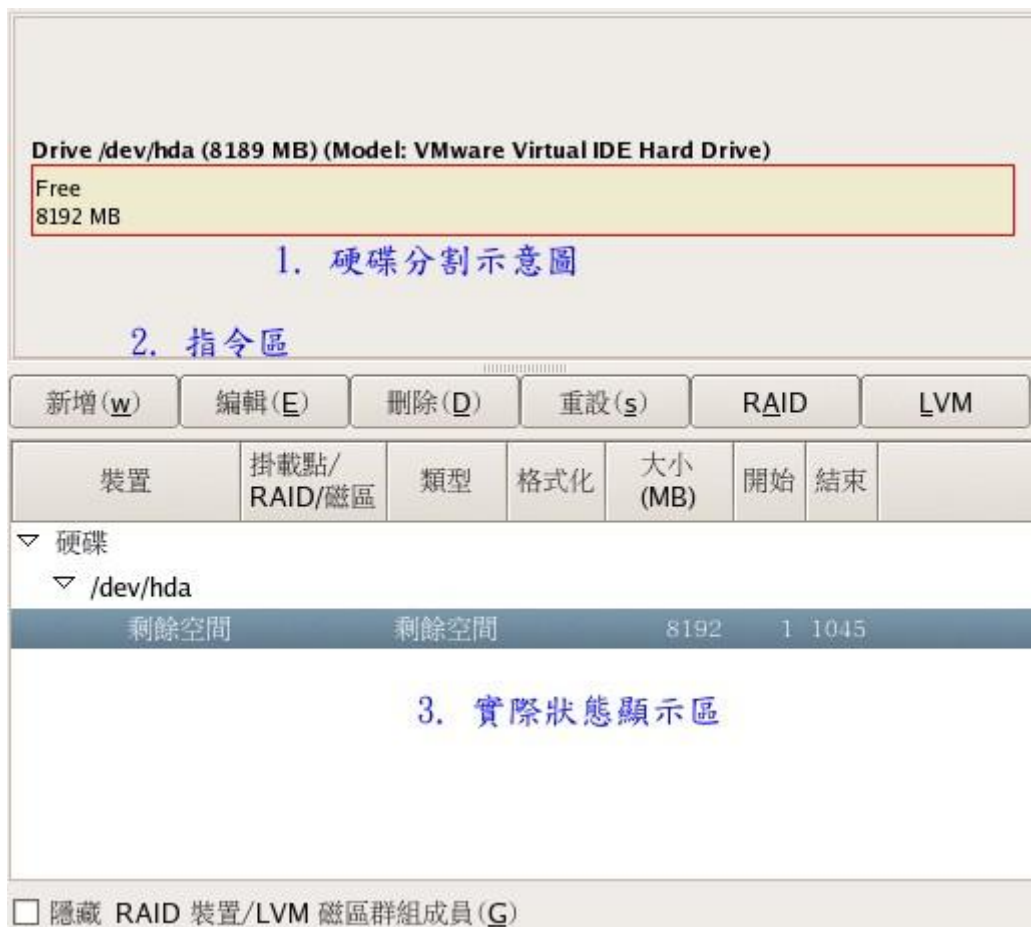 Drive /dev/hda (8189 MB) (Model: VMware Virtual IDE Hard Drive)
Free
8192 MB
1. 硬碟分割示意圖
2. 指令區
新增(w) 編輯(E) 刪除(D) 重設(s) RAID LVM
裝置 掛載點/ RAID/磁區 類型 格式化 大小 (MB) 開始 結束
▽ 硬碟
▽ /dev/hda
剩餘空間 剩餘空間 8192 1 1045
3. 實際狀態顯示區
隱藏 RAID 裝置/LVM 磁區群組成員(G)